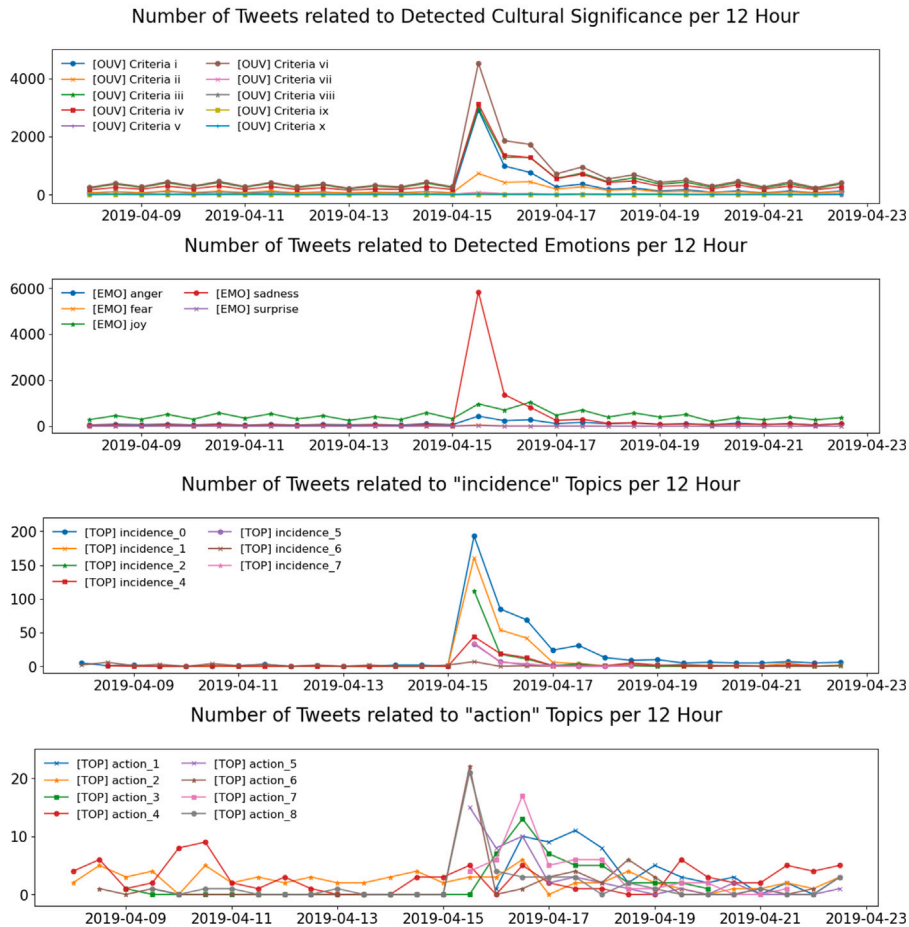 Number of Tweets related to Detected Cultural Significance per 12 Hour
[OUV] Criteria i [OUV] Criteria vi
[OUV] Criteria ii [OUV] Criteria vii
[OUV] Criteria iii [OUV] Criteria viii
[OUV] Criteria iv [OUV] Criteria ix
[OUV] Criteria v [OUV] Criteria x
4000
2000
0
2019-04-09 2019-04-11 2019-04-13 2019-04-15 2019-04-17 2019-04-19 2019-04-21 2019-04-23
Number of Tweets related to Detected Emotions per 12 Hour
6000
[EMO] anger [EMO] sadness
[EMO] fear [EMO] surprise
[EMO] joy
4000
2000
0
2019-04-09 2019-04-11 2019-04-13 2019-04-15 2019-04-17 2019-04-19 2019-04-21 2019-04-23
Number of Tweets related to "incidence" Topics per 12 Hour
200
[TOP] incidence_0 [TOP] incidence_5
[TOP] incidence_1 [TOP] incidence_6
[TOP] incidence_2 [TOP] incidence_7
[TOP] incidence_4
150
100
50
0
2019-04-09 2019-04-11 2019-04-13 2019-04-15 2019-04-17 2019-04-19 2019-04-21 2019-04-23
Number of Tweets related to "action" Topics per 12 Hour
[TOP] action_1 [TOP] action_5
[TOP] action_2 [TOP] action_6
[TOP] action_3 [TOP] action_7
[TOP] action_4 [TOP] action_8
20
10
0
2019-04-09 2019-04-11 2019-04-13 2019-04-15 2019-04-17 2019-04-19 2019-04-21 2019-04-23